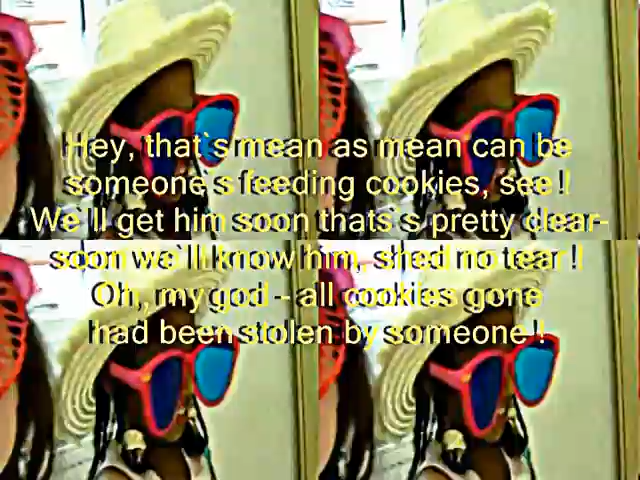 Hey, that`s mean as mean can be
someone`s feeding cookies, see !
We`ll get him soon thats`s pretty clear-
soon we`ll know him, shed no tear !
Oh, my god - all cookies gone
had been stolen by someone !